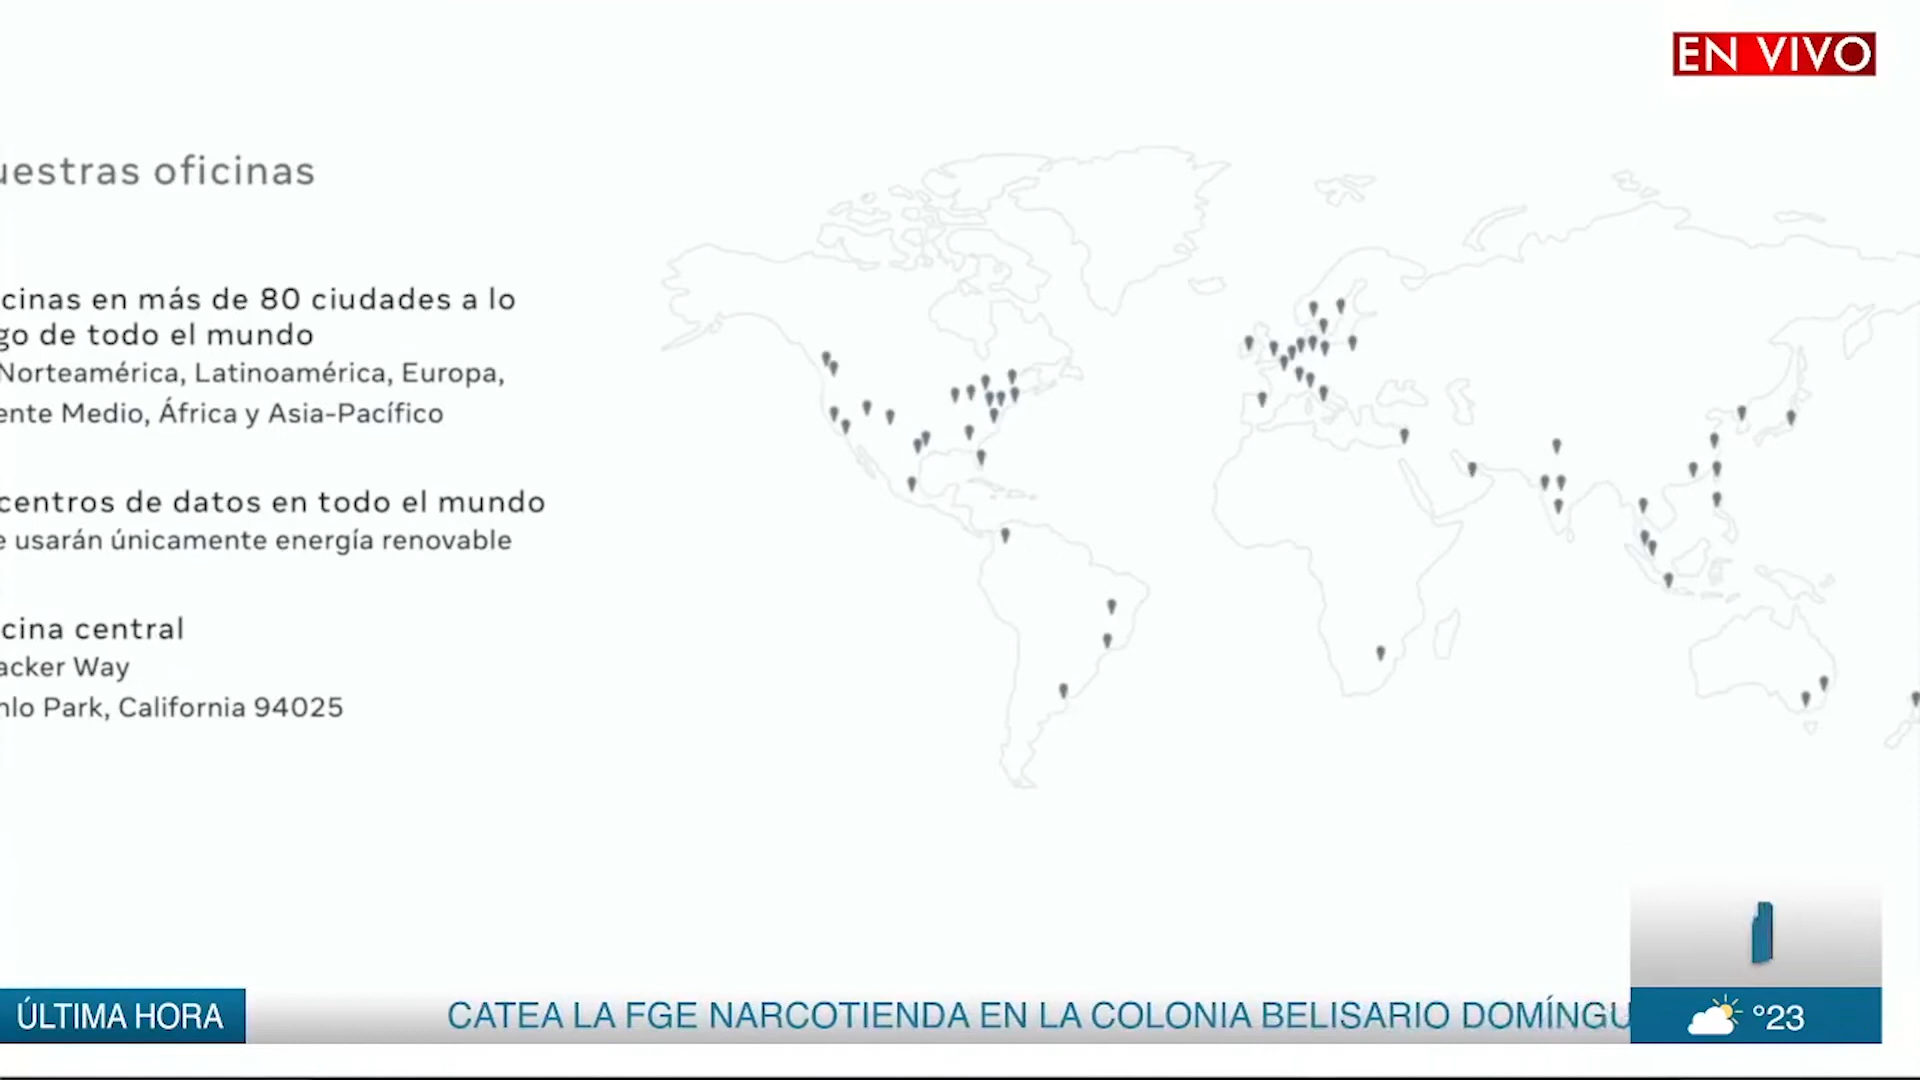 EN VIVO
uestras oficinas
cinas en más de 80 ciudades a lo
go de todo el mundo
Norteamérica, Latinoamérica, Europa,
ente Medio, África y Asia-Pacífico
centros de datos en todo el mundo
e usarán únicamente energía renovable
cina central
acker Way
nlo Park, California 94025
ÚLTIMA HORA
CATEA LA FGE NARCOTIENDA EN LA COLONIA BELISARIO DOMÍNGU
°23